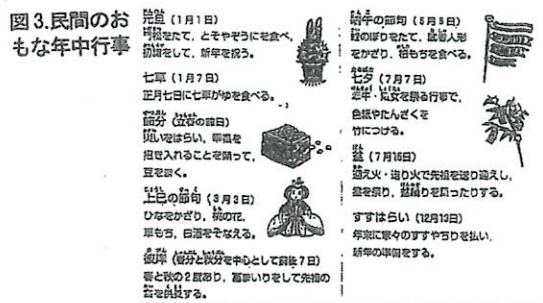 図3.民間のお
もな年中行事
元旦(1月1日)
門松をたて、とそやぞうにを食べ、
初詣をして、新年を祝う。
七草(1月7日)
正月七日に七草がゆを食べる。
節分(立春の前日)
災いをはらい、幸福を
招き入れることを願って、
豆を蒔く。
上巳の節句(3月3日)
ひなをかざり、桃の花、
草もち、白酒をそなえる。
彼岸(春分と秋分を中心として前後7日)
春と秋の2度あり、墓まいりをして先祖の
霊を供養する。
端午の節句(5月5日)
鯉のぼりをたて、武者人形
をかざり、柏もちを食べる。
七夕(7月7日)
牽牛・織女を祭る行事で、
色紙やたんざくを
竹につける。
盆(7月15日)
迎え火・送り火で先祖を送り迎えし、
霊を祭り、盆踊りを踊ったりする。
すすはらい(12月13日)
年末に家々のすすやちりを払い、
新年の準備をする。